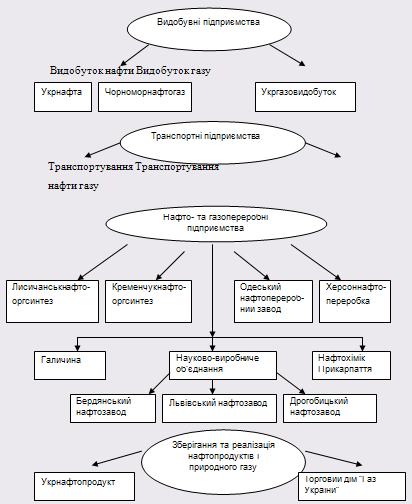 Видобувні підприємства
Видобуток нафти Видобуток газу
Укрнафта
Чорноморнафтогаз
Укргазовидобуток
Транспортні підприємства
Транспортування Транспортування
нафти газу
Нафто- та газопереробні
підприємства
Лисичанськнафто-
оргсинтез
Кременчукнафто-
оргсинтез
Одеський
нафтопереероб-
ний завод
Херсоннафто-
переробка
Галичина
Науково-виробниче
об'єднання
Нафтохімік
Прикарпаття
Бердянський
нафтозавод
Львівський нафтозавод
Дрогобицький
нафтозавод
Зберігання та реалізація
нафтопродуктів і
природного газу
Укрнафтопродукт
Торговий дім "Газ
України"